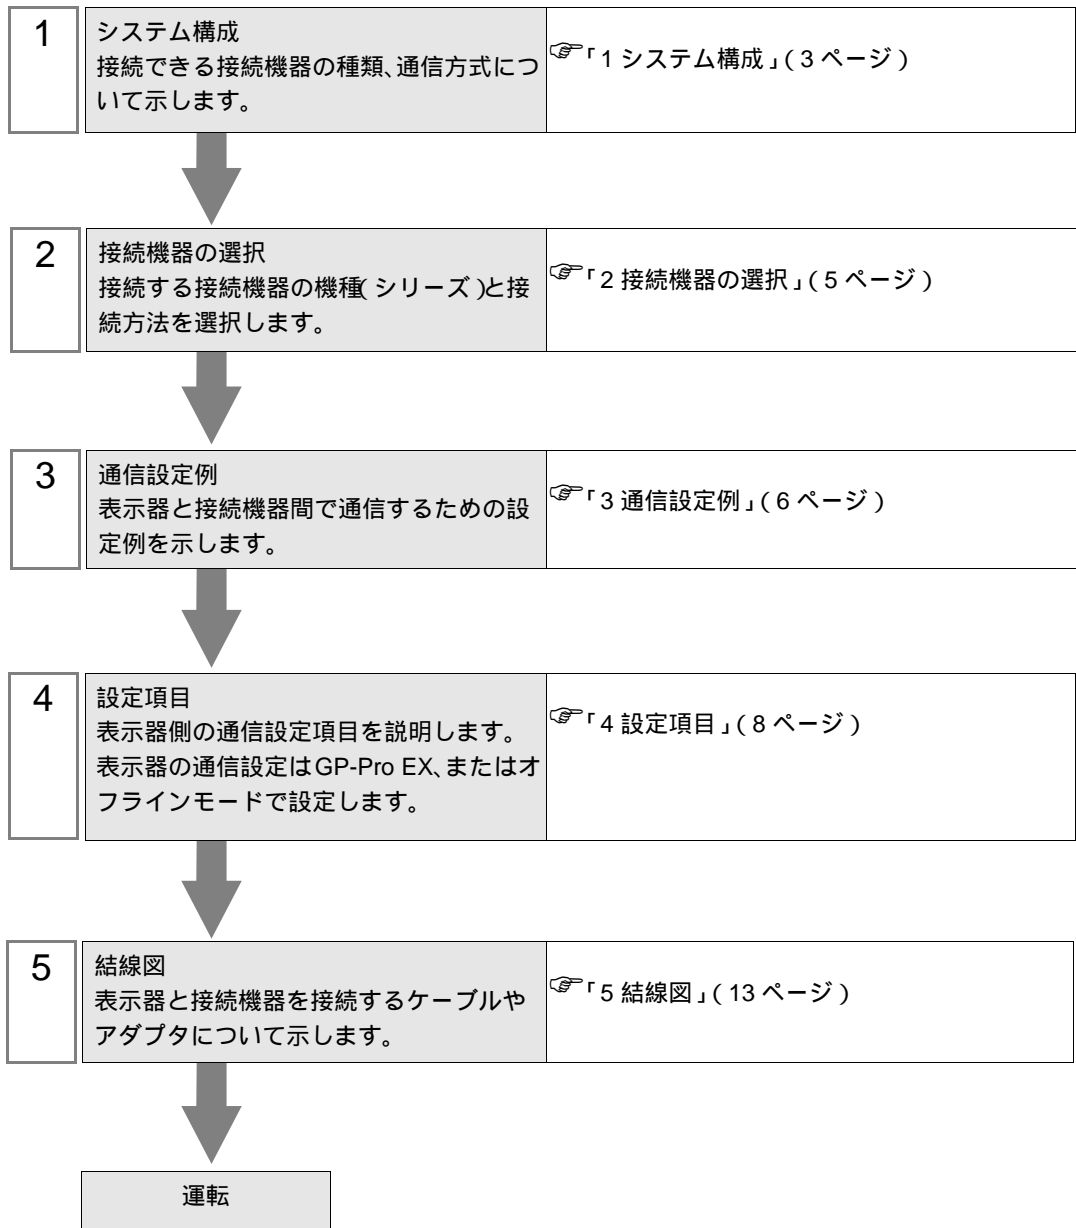 1
システム構成
接続できる接続機器の種類、通信方式につ
いて示します。
☞「1 システム構成」(3 ページ)
2
接続機器の選択
接続する接続機器の機種(シリーズ)と接
続方法を選択します。
☞「2 接続機器の選択」(5 ページ)
3
通信設定例
表示器と接続機器間で通信するための設
定例を示します。
☞「3 通信設定例」(6 ページ)
4
設定項目
表示器側の通信設定項目を説明します。
表示器の通信設定はGP-Pro EX、またはオ
フラインモードで設定します。
☞「4 設定項目」(8 ページ)
5
結線図
表示器と接続機器を接続するケーブルや
アダプタについて示します。
☞「5 結線図」(13 ページ)
運転